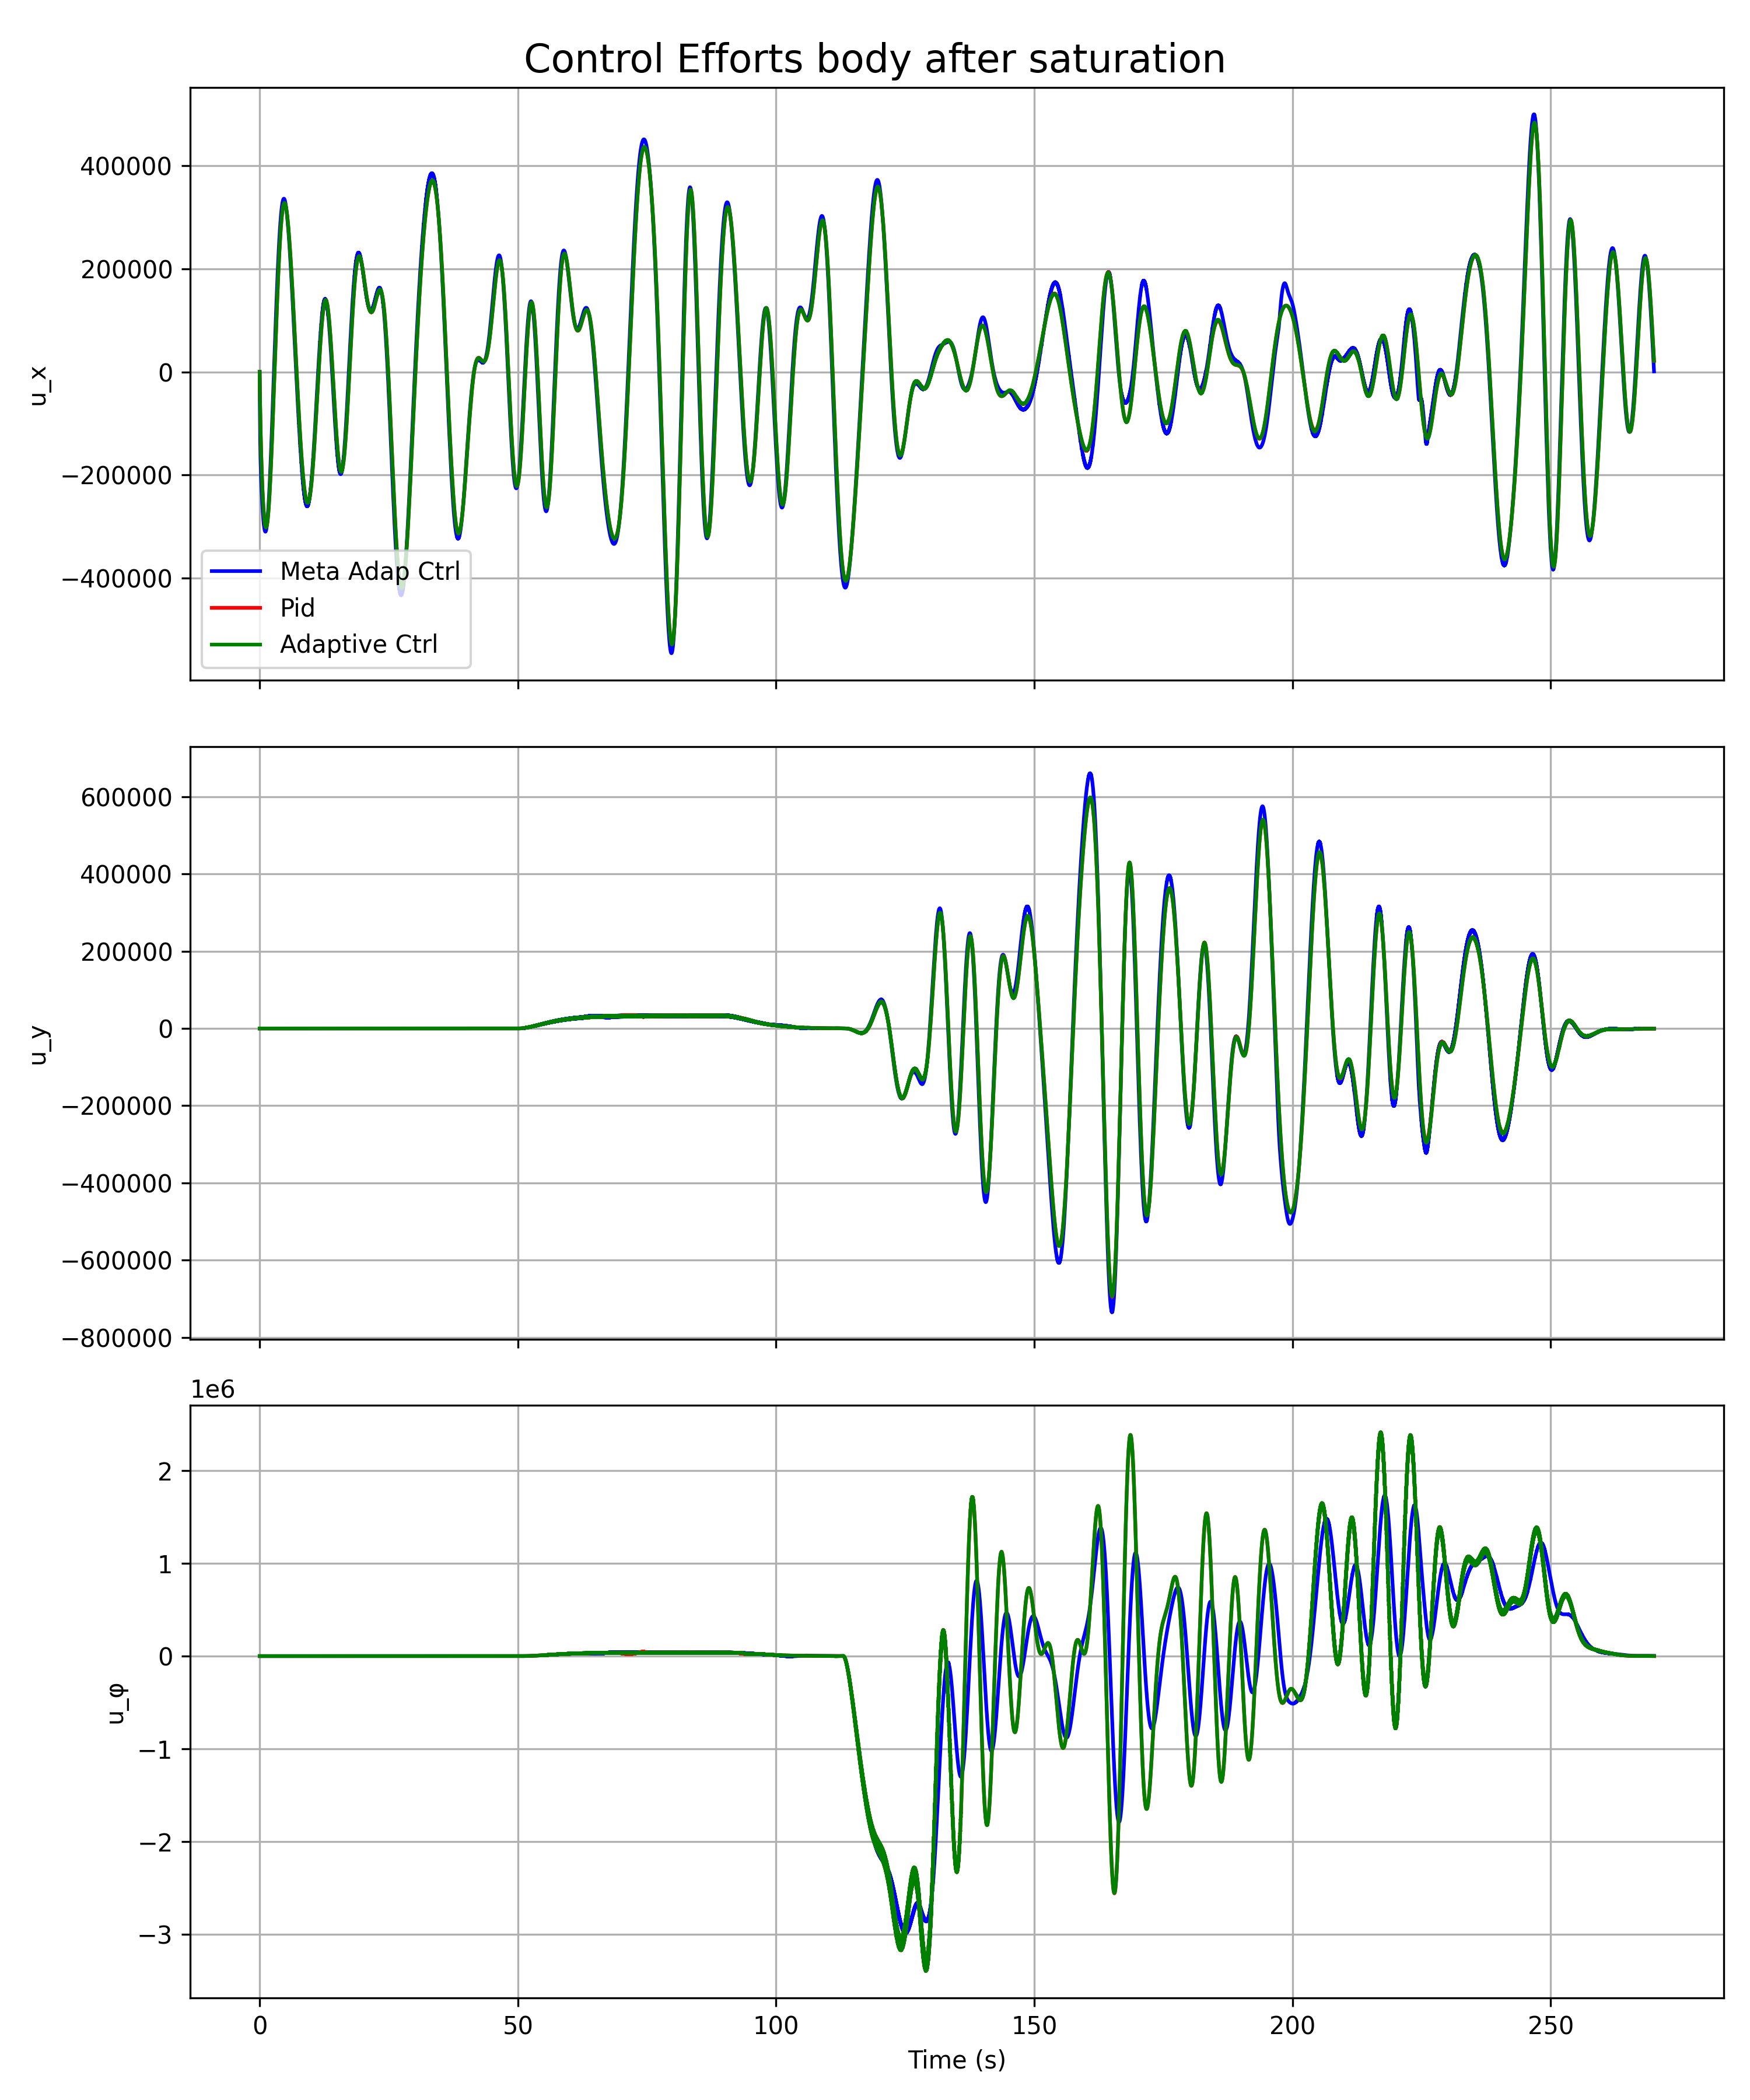 Control Efforts body after saturation
400000
200000
0
−200000
−400000
u_x
Meta Adap Ctrl
Pid
Adaptive Ctrl
600000
400000
200000
0
−200000
−400000
−600000
−800000
u_y
1e6
2
1
0
−1
−2
−3
u_φ
0 50 100 150 200 250
Time (s)